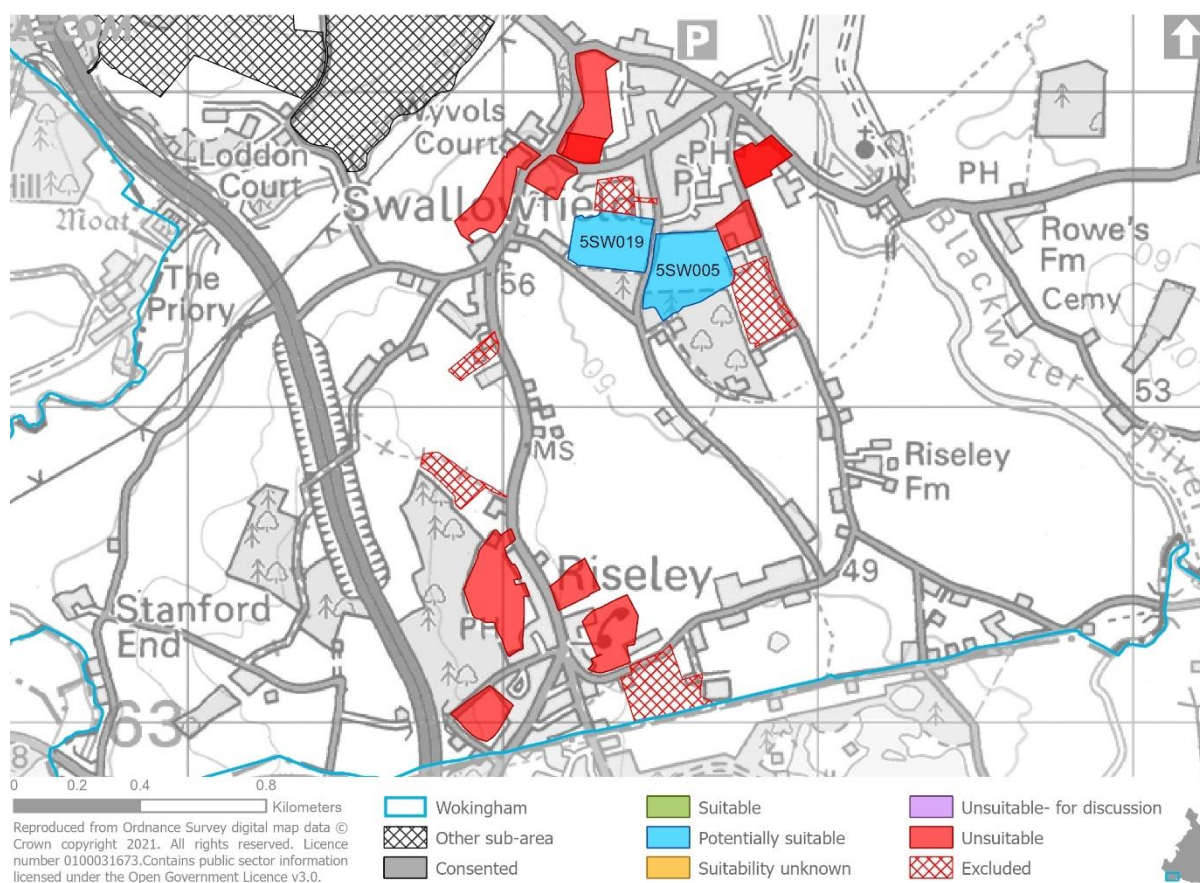 AECOM
P
Wyvols
Court
Loddon
Court
Hill
Moat
The
Priory
PH
PH
Swallowfield
5SW019
5SW005
56
50
Rowe's
Fm
Cemy
Blackwater
River
53
MS
Riseley
Fm
Riseley
PH
49
Stanford
End
63
0 0.2 0.4 0.8
Kilometers
Reproduced from Ordnance Survey digital map data ©
Crown copyright 2021. All rights reserved. Licence
number 0100031673.Contains public sector information
licensed under the Open Government Licence v3.0.
Wokingham
Other sub-area
Consented
Suitable
Potentially suitable
Suitability unknown
Unsuitable- for discussion
Unsuitable
Excluded